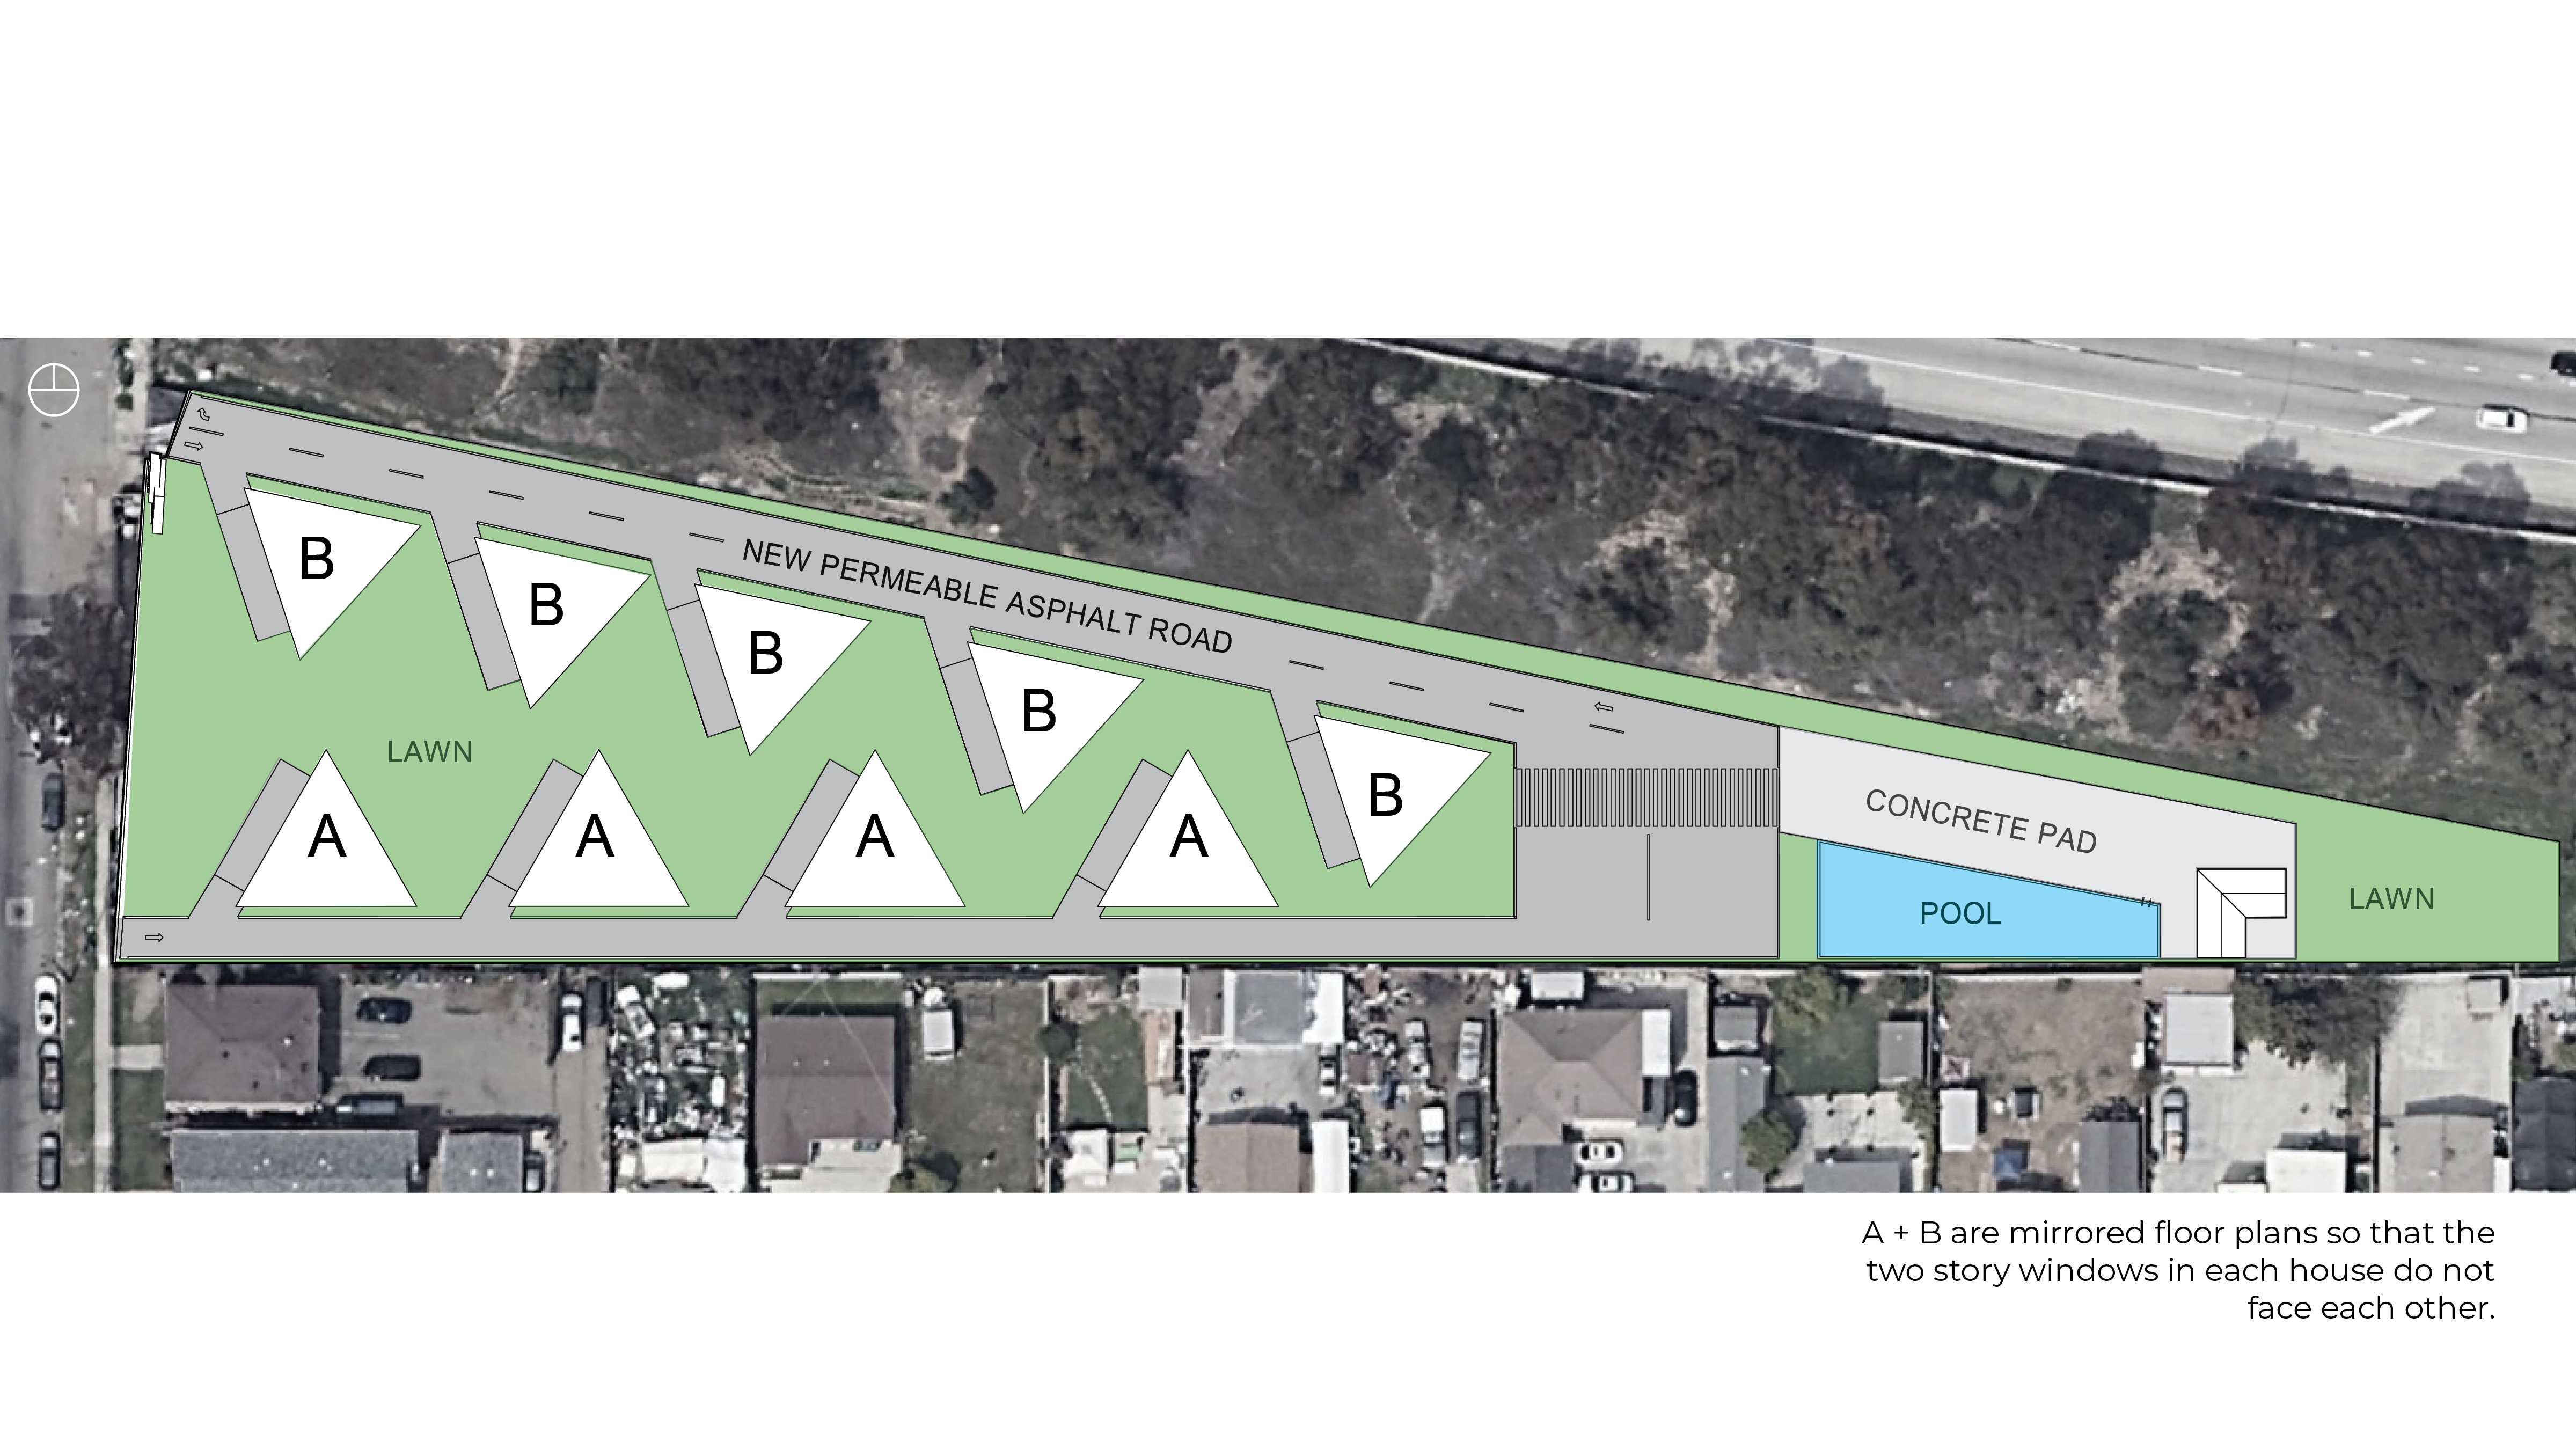 B
B
NEW PERMEABLE ASPHALT ROAD
B
B
B
LAWN
A
A
A
A
CONCRETE PAD
POOL
LAWN
A + B are mirrored floor plans so that the
two story windows in each house do not
face each other.